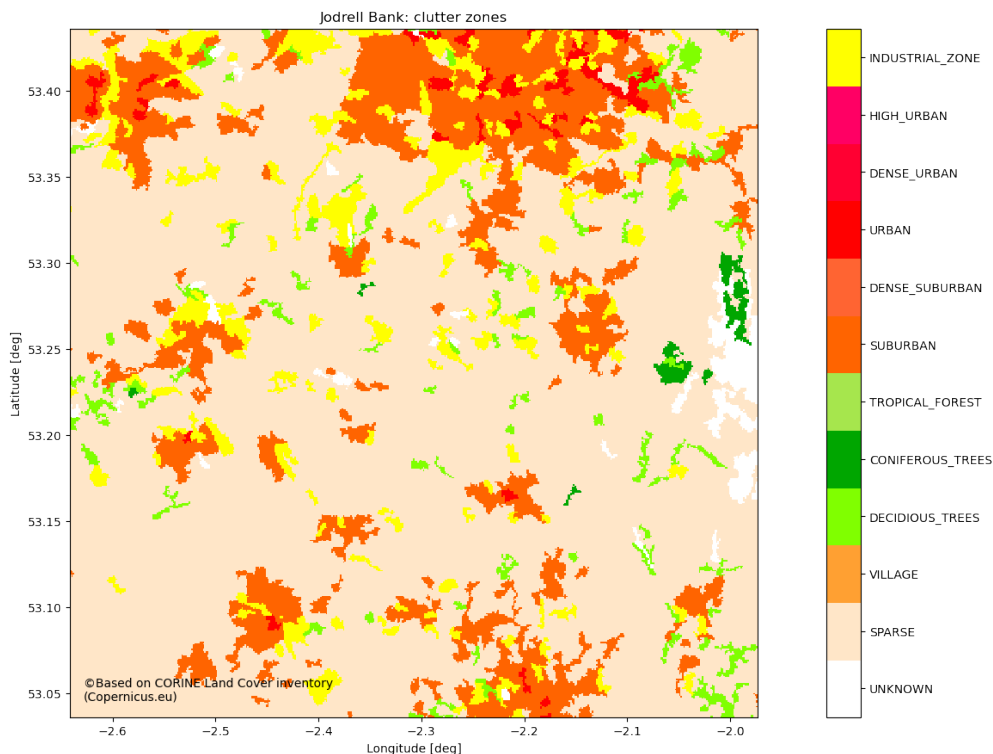 Jodrell Bank: clutter zones
Latitude [deg]
53.40
53.35
53.30
53.25
53.20
53.15
53.10
53.05
©Based on CORINE Land Cover inventory
(Copernicus.eu)
−2.6
−2.5
−2.4
−2.3
−2.2
−2.1
−2.0
Longitude [deg]
INDUSTRIAL_ZONE
HIGH_URBAN
DENSE_URBAN
URBAN
DENSE_SUBURBAN
SUBURBAN
TROPICAL_FOREST
CONIFEROUS_TREES
DECIDIOUS_TREES
VILLAGE
SPARSE
UNKNOWN